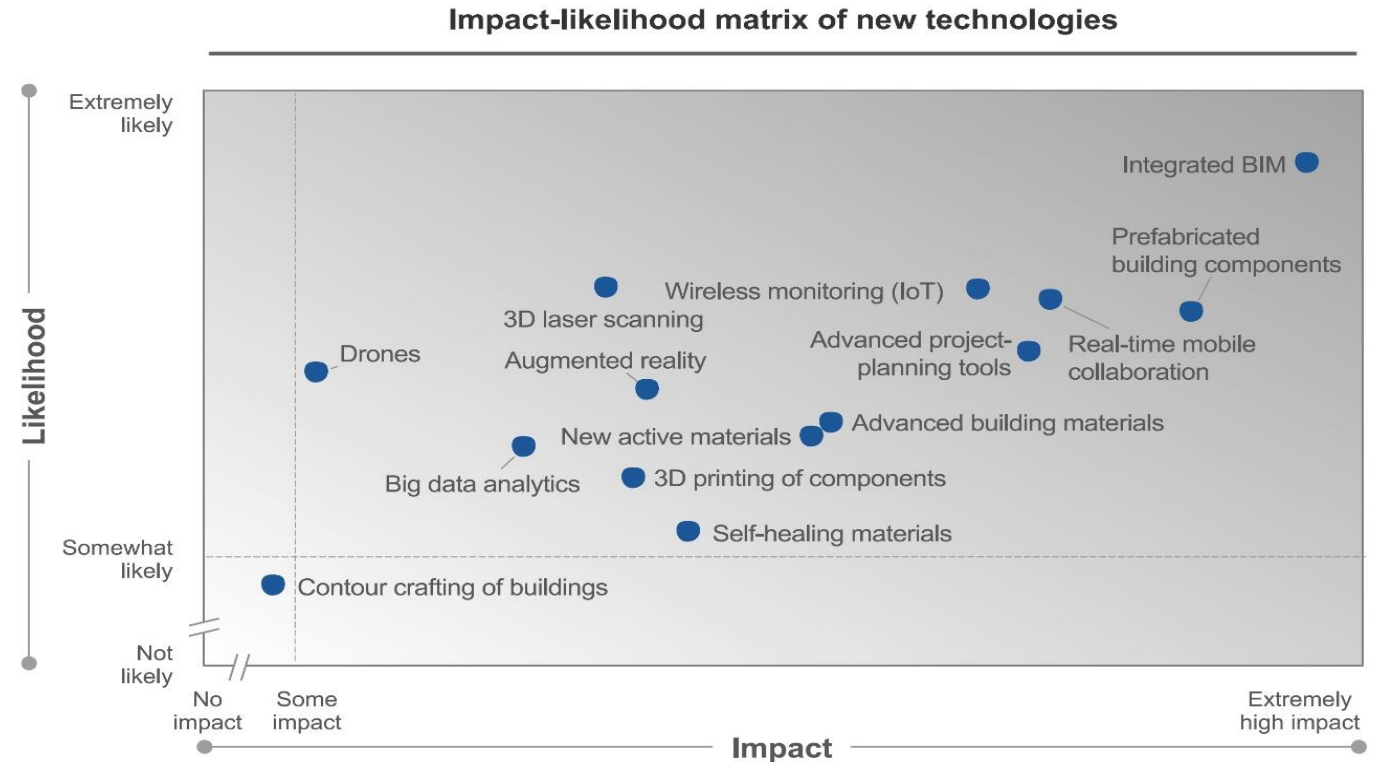 Impact-likelihood matrix of new technologies
Extremely
likely
Integrated BIM
Prefabricated
building components
Wireless monitoring (IoT)
3D laser scanning
Advanced project-
planning tools
Real-time mobile
collaboration
Drones
Augmented reality
Likelihood
New active materials
Advanced building materials
Big data analytics
3D printing of components
Self-healing materials
Somewhat
likely
Contour crafting of buildings
Not
likely
No
impact
Some
impact
Extremely
high impact
Impact